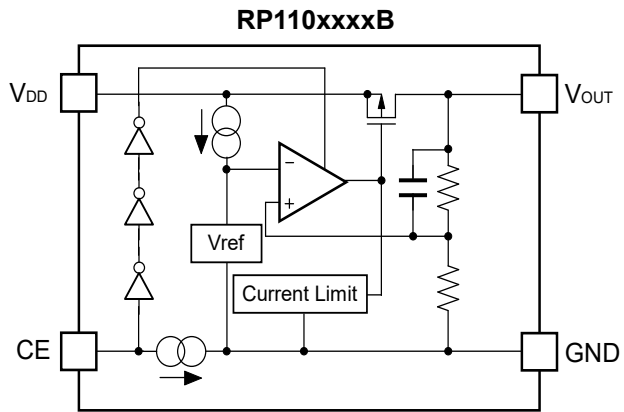 RP110xxxxB
VDD
VOUT
−
+
Vref
Current Limit
CE
GND